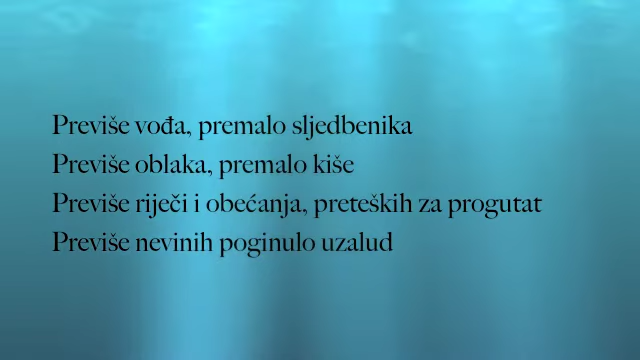 Previše vođa, premalo sljedbenika
Previše oblaka, premalo kiše
Previše riječi i obećanja, preteških za progutat
Previše nevinih poginulo uzalud